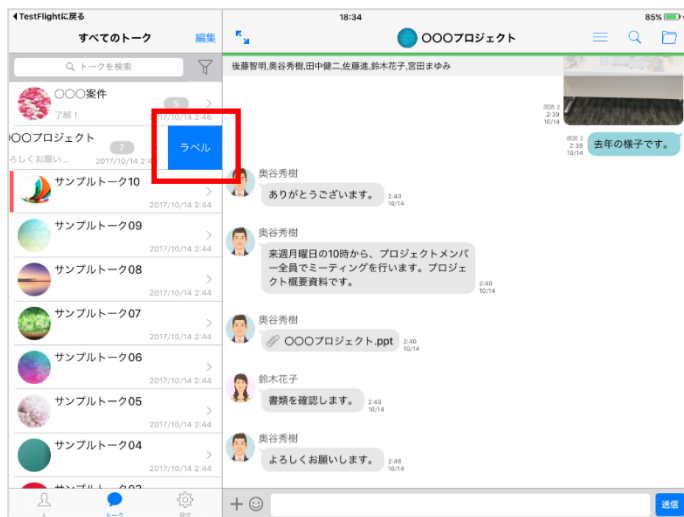 ◀TestFlightに戻る
18:34
85%
すべてのトーク
編集
トークを検索
〇〇〇案件
5
了解！
2017/10/14 2:46
〇〇プロジェクト
7
ろしくお願い...
2017/10/14 2:4
ラベル
サンプルトーク10
2017/10/14 2:44
サンプルトーク09
2017/10/14 2:44
サンプルトーク08
2017/10/14 2:44
サンプルトーク07
2017/10/14 2:44
サンプルトーク06
2017/10/14 2:44
サンプルトーク05
2017/10/14 2:44
サンプルトーク04
2017/10/14 2:44
人
トーク
設定
〇〇〇プロジェクト
後藤智明,奥谷秀樹,田中健二,佐藤進,鈴木花子,宮田まゆみ
既読 2
2:39
10/14
既読 2
2:39
10/14
去年の様子です。
奥谷秀樹
ありがとうございます。
2:40
10/14
奥谷秀樹
来週月曜日の10時から、プロジェクトメンバ
ー全員でミーティングを行います。プロジェ
クト概要資料です。
2:40
10/14
奥谷秀樹
〇〇〇プロジェクト.ppt
2:40
10/14
鈴木花子
書類を確認します。
2:40
10/14
奥谷秀樹
よろしくお願いします。
2:46
10/14
送信